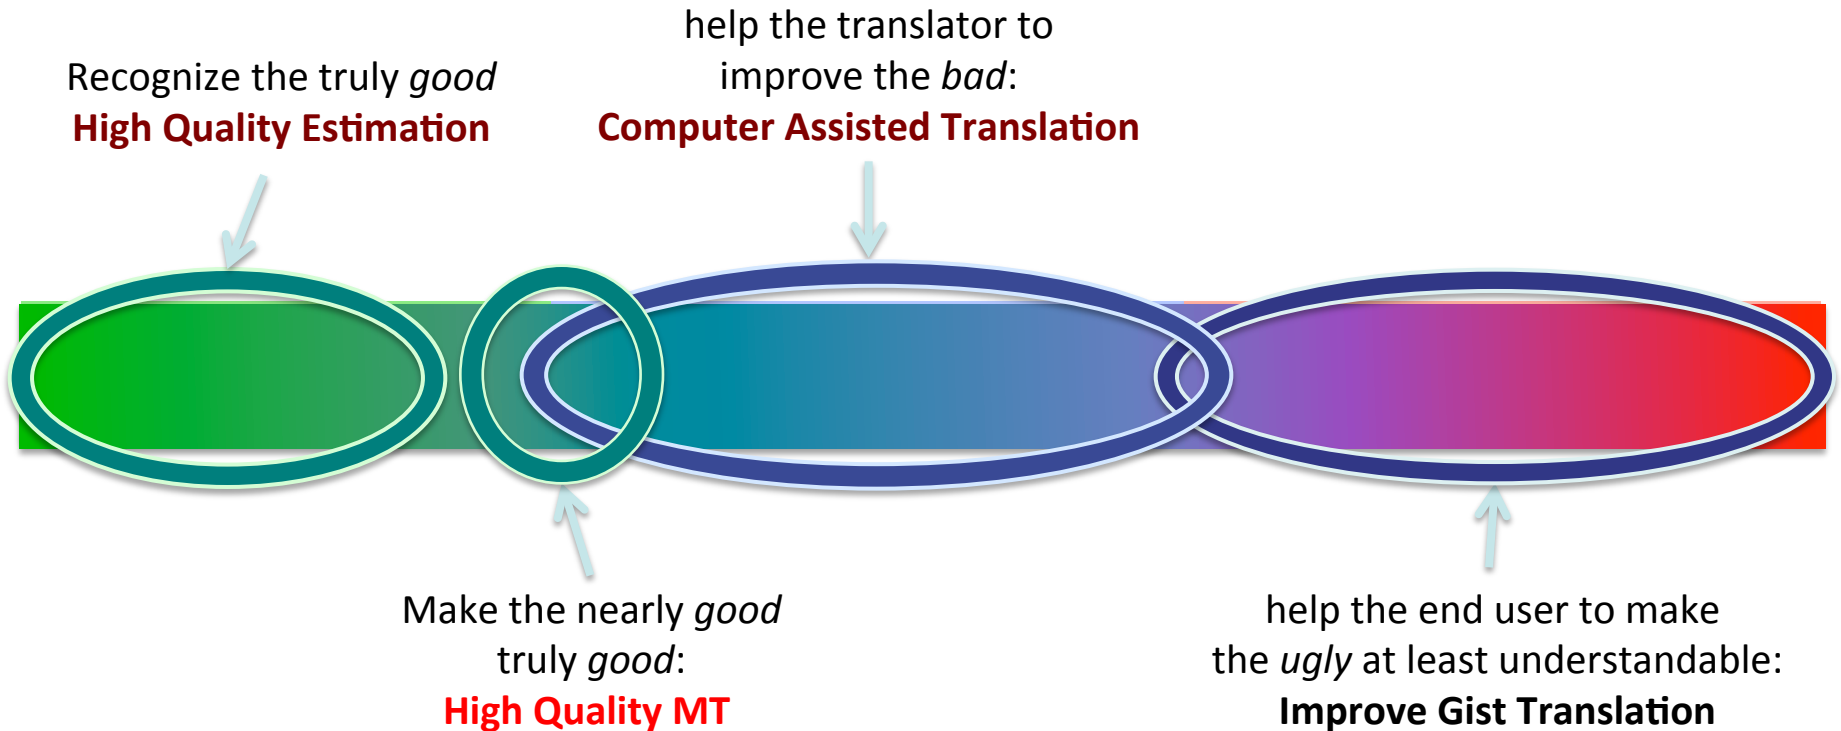 Recognize the truly good
High Quality Estimation
help the translator to
improve the bad:
Computer Assisted Translation
Make the nearly good
truly good:
High Quality MT
help the end user to make
the ugly at least understandable:
Improve Gist Translation